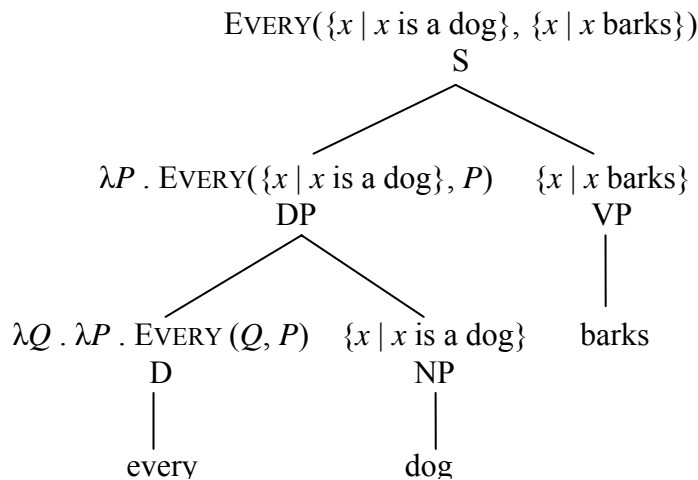 EVERY({x | x is a dog}, {x | x barks})
S
λP . EVERY({x | x is a dog}, P) {x | x barks}
DP VP
λQ . λP . EVERY (Q, P) {x | x is a dog} barks
D NP
every dog